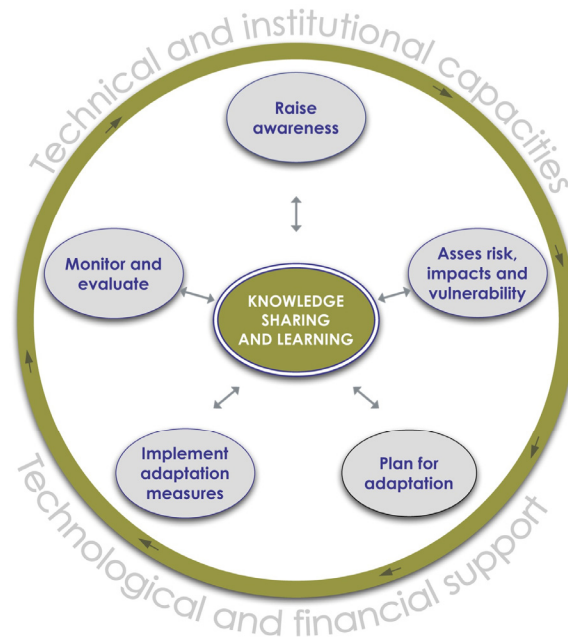 Technical and institutional capacities
Raise
awareness
Monitor and
evaluate
Asses risk,
impacts and
vulnerability
KNOWLEDGE
SHARING
AND LEARNING
Implement
adaptation
measures
Plan for
adaptation
Technological and financial support